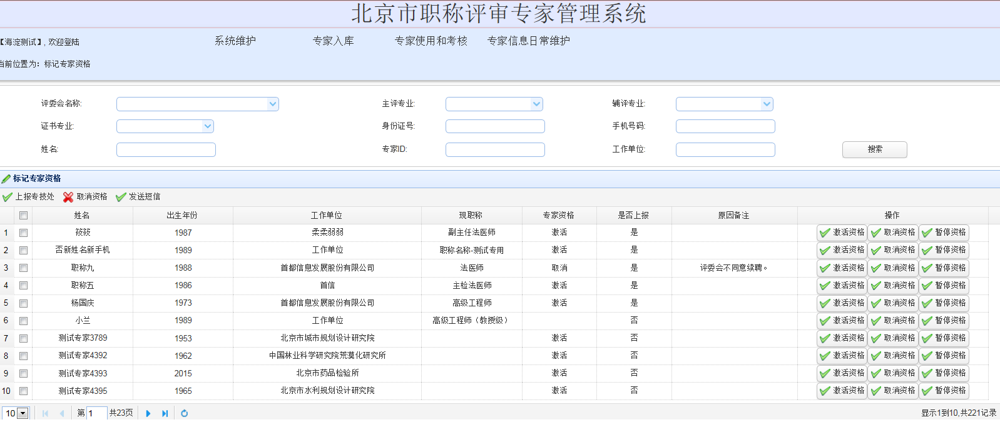 北京市职称评审专家管理系统
【海淀测试】, 欢迎登陆 系统维护 专家入库 专家使用和考核 专家信息日常维护
当前位置为：标记专家资格
评委会名称: 主评专业: 辅评专业:
证书专业: 身份证号: 手机号码:
姓名: 专家ID: 工作单位: 搜索
标记专家资格
上报专技处 取消资格 发送短信
姓名 出生年份 工作单位 现职称 专家资格 是否上报 原因备注 操作
1 筱筱 1987 柔柔弱弱 副主任法医师 激活 是 激活资格 取消资格 暂停资格
2 否新姓名新手机 1989 工作单位 职称名称-测试专用 激活 是 激活资格 取消资格 暂停资格
3 职称九 1988 首都信息发展股份有限公司 法医师 取消 是 评委会不同意续聘。 激活资格 取消资格 暂停资格
4 职称五 1986 首信 主检法医师 激活 是 激活资格 取消资格 暂停资格
5 杨国庆 1973 首都信息发展股份有限公司 高级工程师 激活 是 激活资格 取消资格 暂停资格
6 小兰 1989 工作单位 高级工程师（教授级） 否 激活资格 取消资格 暂停资格
7 测试专家3789 1953 北京市城市规划设计研究院 激活 否 激活资格 取消资格 暂停资格
8 测试专家4392 1962 中国林业科学研究院荒漠化研究所 激活 否 激活资格 取消资格 暂停资格
9 测试专家4393 2015 北京市药品检验所 激活 否 激活资格 取消资格 暂停资格
10 测试专家4395 1965 北京市水利规划设计研究院 激活 否 激活资格 取消资格 暂停资格
10 第 1 共23页 显示1到10,共221记录